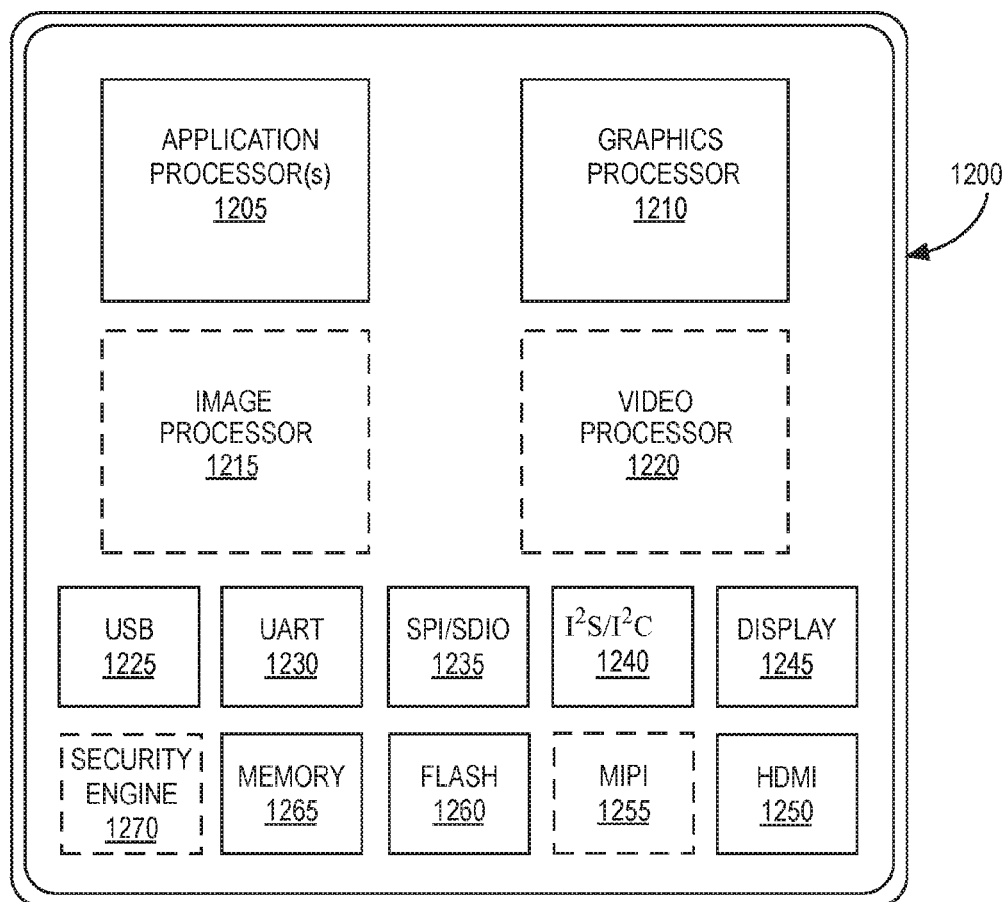 APPLICATION
PROCESSOR(s)
1205
GRAPHICS
PROCESSOR
1210
1200
IMAGE
PROCESSOR
1215
VIDEO
PROCESSOR
1220
USB
1225
UART
1230
SPI/SDIO
1235
I²S/I²C
1240
DISPLAY
1245
SECURITY
ENGINE
1270
MEMORY
1265
FLASH
1260
MIPI
1255
HDMI
1250